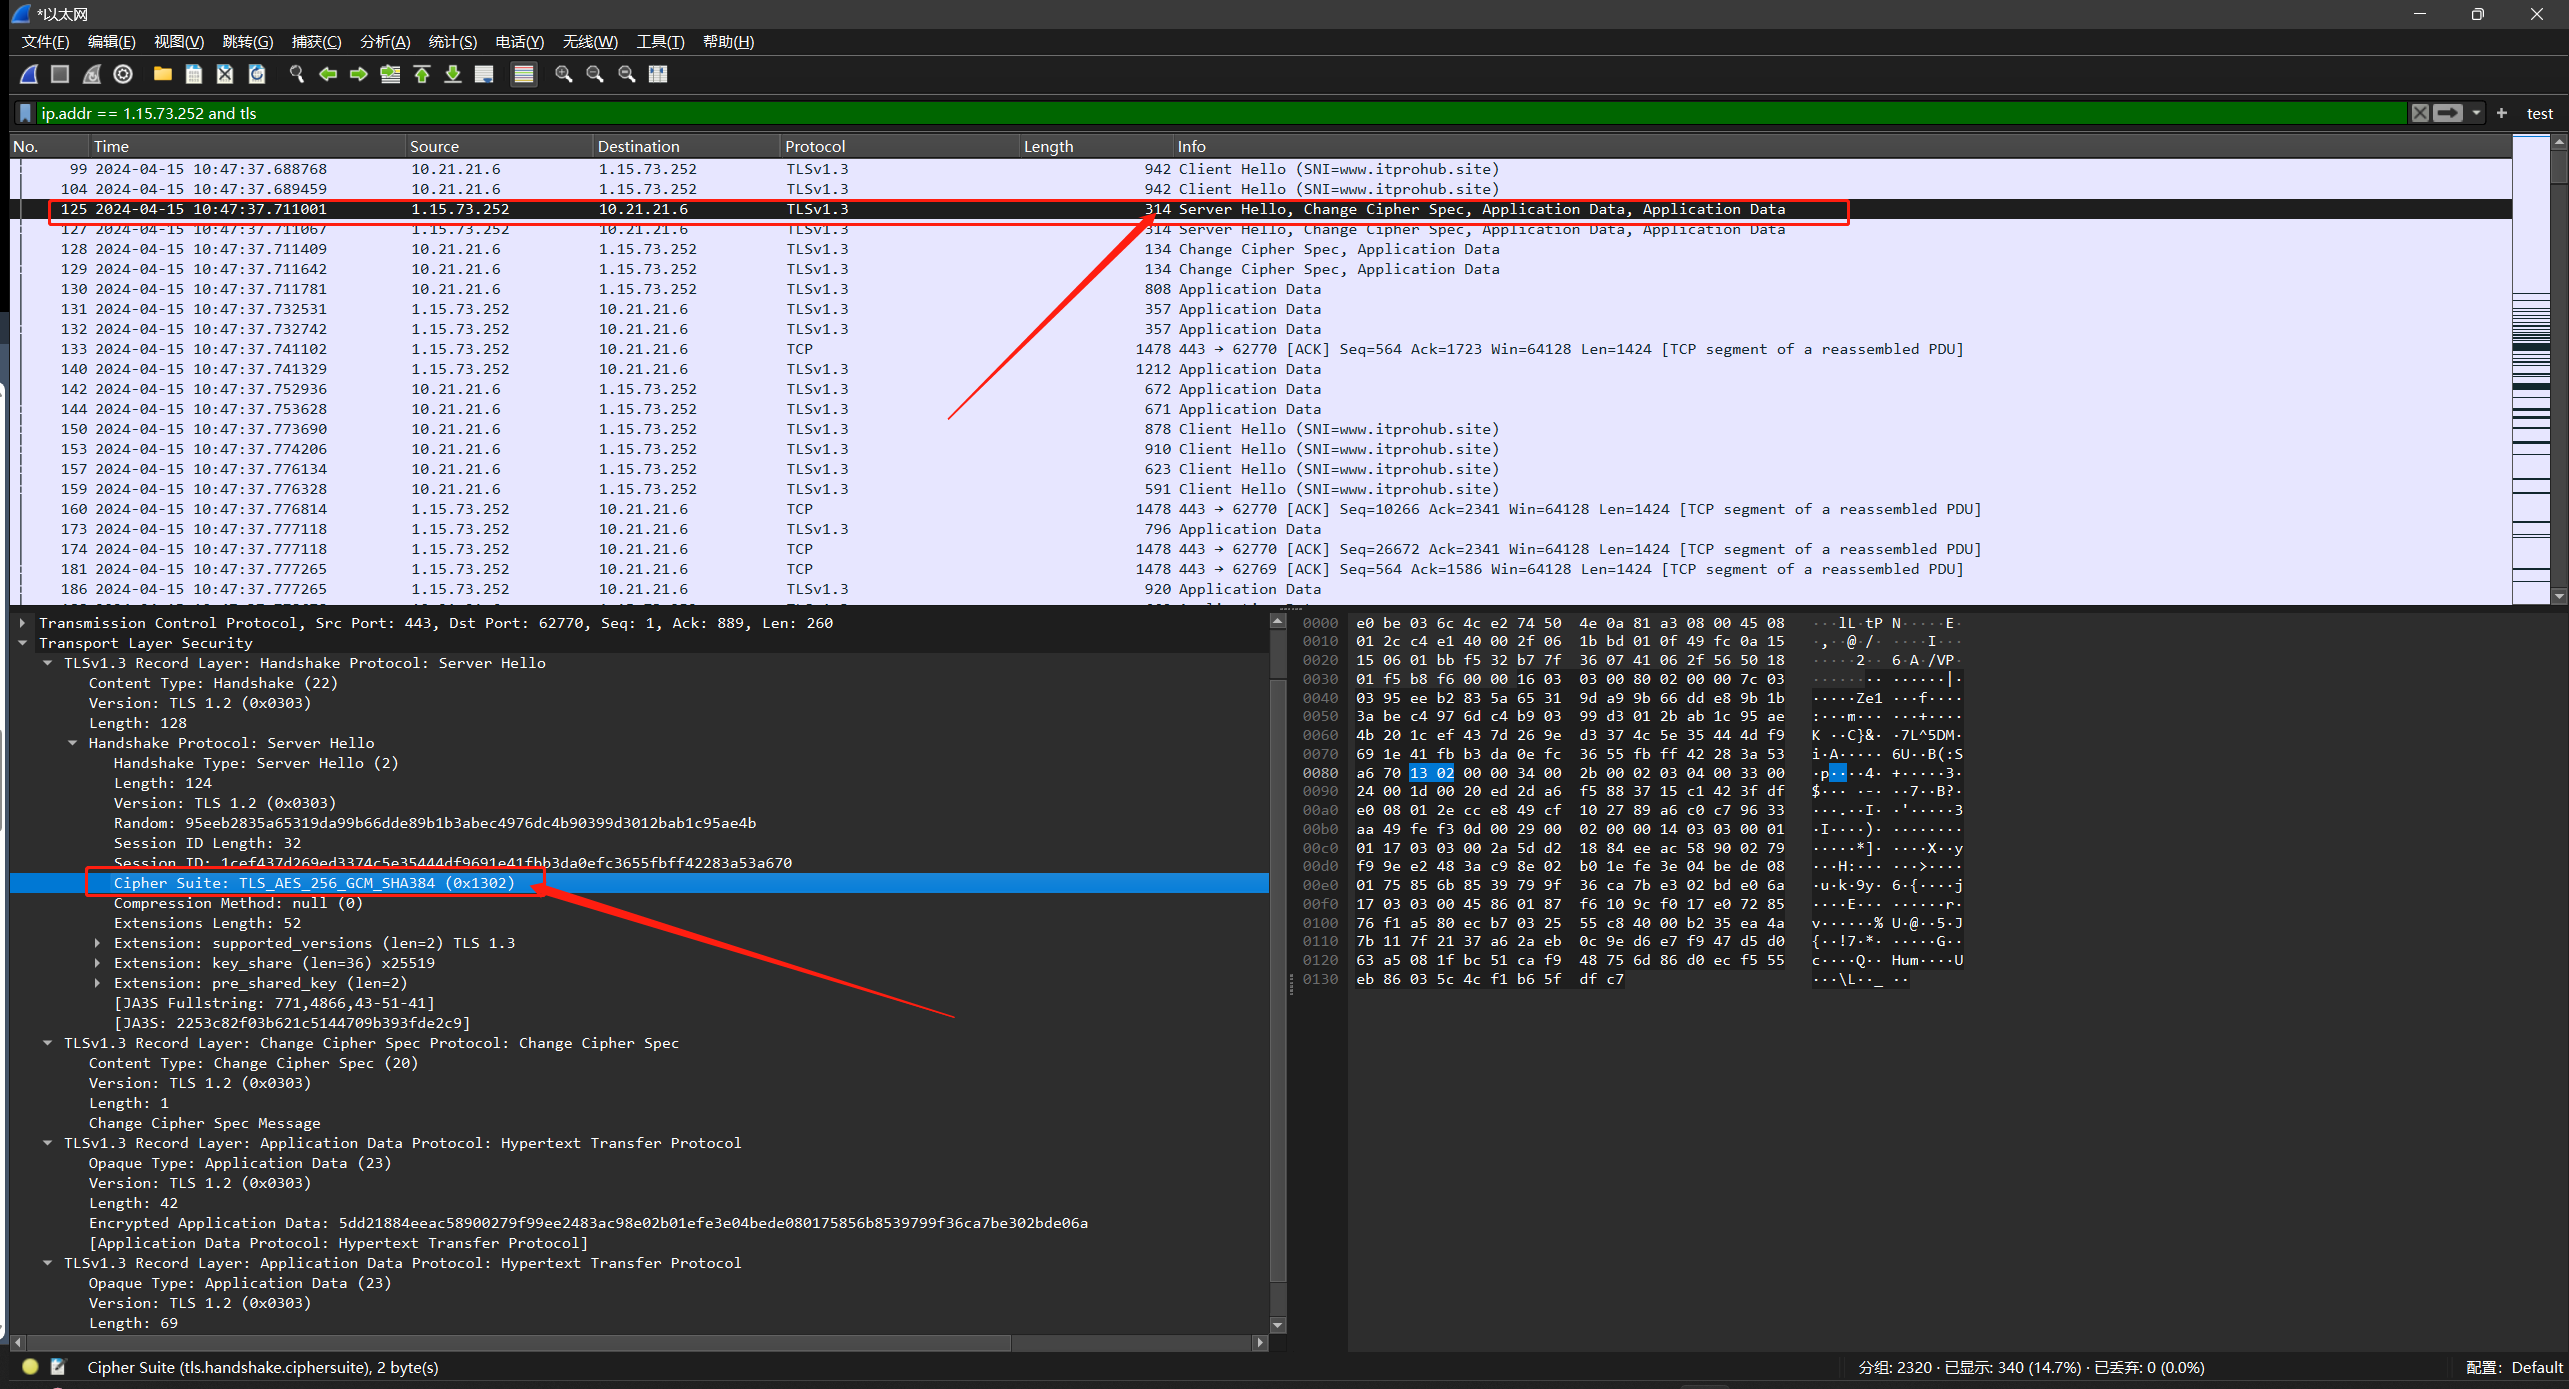 *以太网
文件(F) 编辑(E) 视图(V) 跳转(G) 捕获(C) 分析(A) 统计(S) 电话(Y) 无线(W) 工具(T) 帮助(H)
ip.addr == 1.15.73.252 and tls
test
No. Time Source Destination Protocol Length Info
99 2024-04-15 10:47:37.688768 10.21.21.6 1.15.73.252 TLSv1.3 942 Client Hello (SNI=www.itprohub.site)
104 2024-04-15 10:47:37.689459 10.21.21.6 1.15.73.252 TLSv1.3 942 Client Hello (SNI=www.itprohub.site)
125 2024-04-15 10:47:37.711001 1.15.73.252 10.21.21.6 TLSv1.3 314 Server Hello, Change Cipher Spec, Application Data, Application Data
127 2024-04-15 10:47:37.711067 1.15.73.252 10.21.21.6 TLSv1.3 314 Server Hello, Change Cipher Spec, Application Data, Application Data
128 2024-04-15 10:47:37.711409 10.21.21.6 1.15.73.252 TLSv1.3 134 Change Cipher Spec, Application Data
129 2024-04-15 10:47:37.711642 10.21.21.6 1.15.73.252 TLSv1.3 134 Change Cipher Spec, Application Data
130 2024-04-15 10:47:37.711781 10.21.21.6 1.15.73.252 TLSv1.3 808 Application Data
131 2024-04-15 10:47:37.732531 1.15.73.252 10.21.21.6 TLSv1.3 357 Application Data
132 2024-04-15 10:47:37.732742 1.15.73.252 10.21.21.6 TLSv1.3 357 Application Data
133 2024-04-15 10:47:37.741102 1.15.73.252 10.21.21.6 TCP 1478 443 → 62770 [ACK] Seq=564 Ack=1723 Win=64128 Len=1424 [TCP segment of a reassembled PDU]
140 2024-04-15 10:47:37.741329 1.15.73.252 10.21.21.6 TLSv1.3 1212 Application Data
142 2024-04-15 10:47:37.752936 10.21.21.6 1.15.73.252 TLSv1.3 672 Application Data
144 2024-04-15 10:47:37.753628 10.21.21.6 1.15.73.252 TLSv1.3 671 Application Data
150 2024-04-15 10:47:37.773690 10.21.21.6 1.15.73.252 TLSv1.3 878 Client Hello (SNI=www.itprohub.site)
153 2024-04-15 10:47:37.774206 10.21.21.6 1.15.73.252 TLSv1.3 910 Client Hello (SNI=www.itprohub.site)
157 2024-04-15 10:47:37.776134 10.21.21.6 1.15.73.252 TLSv1.3 623 Client Hello (SNI=www.itprohub.site)
159 2024-04-15 10:47:37.776328 10.21.21.6 1.15.73.252 TLSv1.3 591 Client Hello (SNI=www.itprohub.site)
160 2024-04-15 10:47:37.776814 1.15.73.252 10.21.21.6 TCP 1478 443 → 62770 [ACK] Seq=10266 Ack=2341 Win=64128 Len=1424 [TCP segment of a reassembled PDU]
173 2024-04-15 10:47:37.777118 1.15.73.252 10.21.21.6 TLSv1.3 796 Application Data
174 2024-04-15 10:47:37.777118 1.15.73.252 10.21.21.6 TCP 1478 443 → 62770 [ACK] Seq=26672 Ack=2341 Win=64128 Len=1424 [TCP segment of a reassembled PDU]
181 2024-04-15 10:47:37.777265 1.15.73.252 10.21.21.6 TCP 1478 443 → 62769 [ACK] Seq=564 Ack=1586 Win=64128 Len=1424 [TCP segment of a reassembled PDU]
186 2024-04-15 10:47:37.777265 1.15.73.252 10.21.21.6 TLSv1.3 920 Application Data
Transmission Control Protocol, Src Port: 443, Dst Port: 62770, Seq: 1, Ack: 889, Len: 260
Transport Layer Security
TLSv1.3 Record Layer: Handshake Protocol: Server Hello
Content Type: Handshake (22)
Version: TLS 1.2 (0x0303)
Length: 128
Handshake Protocol: Server Hello
Handshake Type: Server Hello (2)
Length: 124
Version: TLS 1.2 (0x0303)
Random: 95eeb2835a65319da99b66dde89b1b3abec4976dc4b90399d3012bab1c95ae4b
Session ID Length: 32
Session ID: 1cef437d269ed3374c5e35444df9691e41fbb3da0efc3655fbff42283a53a670
Cipher Suite: TLS_AES_256_GCM_SHA384 (0x1302)
Compression Method: null (0)
Extensions Length: 52
Extension: supported_versions (len=2) TLS 1.3
Extension: key_share (len=36) x25519
Extension: pre_shared_key (len=2)
[JA3S Fullstring: 771,4866,43-51-41]
[JA3S: 2253c82f03b621c5144709b393fde2c9]
TLSv1.3 Record Layer: Change Cipher Spec Protocol: Change Cipher Spec
Content Type: Change Cipher Spec (20)
Version: TLS 1.2 (0x0303)
Length: 1
Change Cipher Spec Message
TLSv1.3 Record Layer: Application Data Protocol: Hypertext Transfer Protocol
Opaque Type: Application Data (23)
Version: TLS 1.2 (0x0303)
Length: 42
Encrypted Application Data: 5dd21884eeac58900279f99ee2483ac98e02b01efe3e04bede080175856b8539799f36ca7be302bde06a
[Application Data Protocol: Hypertext Transfer Protocol]
TLSv1.3 Record Layer: Application Data Protocol: Hypertext Transfer Protocol
Opaque Type: Application Data (23)
Version: TLS 1.2 (0x0303)
Length: 69
0000 e0 be 03 6c 4c e2 74 50 4e 0a 81 a3 08 00 45 08 ···lL·tP N·····E·
0010 01 2c c4 e1 40 00 2f 06 1b bd 01 0f 49 fc 0a 15 ·,··@·/· ····I···
0020 15 06 01 bb f5 32 b7 7f 36 07 41 06 2f 56 50 18 ·····2·· 6·A·/VP·
0030 01 f5 b8 f6 00 00 16 03 03 00 80 02 00 00 7c 03 ········ ······|·
0040 03 95 ee b2 83 5a 65 31 9d a9 9b 66 dd e8 9b 1b ·····Ze1 ···f····
0050 3a be c4 97 6d c4 b9 03 99 d3 01 2b ab 1c 95 ae :···m··· ···+····
0060 4b 20 1c ef 43 7d 26 9e d3 37 4c 5e 35 44 4d f9 K ··C}&· ·7L^5DM·
0070 69 1e 41 fb b3 da 0e fc 36 55 fb ff 42 28 3a 53 i·A····· 6U··B(:S
0080 a6 70 13 02 00 00 34 00 2b 00 02 03 04 00 33 00 ·p····4· +·····3·
0090 24 00 1d 00 20 ed 2d a6 f5 88 37 15 c1 42 3f df $··· ·-· ··7··B?·
00a0 e0 08 01 2e cc e8 49 cf 10 27 89 a6 c0 c7 96 33 ···.··I· ·'·····3
00b0 aa 49 fe f3 0d 00 29 00 02 00 00 14 03 03 00 01 ·I····)· ········
00c0 01 17 03 03 00 2a 5d d2 18 84 ee ac 58 90 02 79 ·····*]· ····X··y
00d0 f9 9e e2 48 3a c9 8e 02 b0 1e fe 3e 04 be de 08 ···H:··· ···>····
00e0 01 75 85 6b 85 39 79 9f 36 ca 7b e3 02 bd e0 6a ·u·k·9y· 6·{····j
00f0 17 03 03 00 45 86 01 87 f6 10 9c f0 17 e0 72 85 ····E··· ······r·
0100 76 f1 a5 80 ec b7 03 25 55 c8 40 00 b2 35 ea 4a v······% U·@··5·J
0110 7b 11 7f 21 37 a6 2a eb 0c 9e d6 e7 f9 47 d5 d0 {··!7·*· ·····G··
0120 63 a5 08 1f bc 51 ca f9 48 75 6d 86 d0 ec f5 55 c····Q·· Hum····U
0130 eb 86 03 5c 4c f1 b6 5f df c7 ···\L··_ ··
Cipher Suite (tls.handshake.ciphersuite), 2 byte(s)
分组: 2320 · 已显示: 340 (14.7%) · 已丢弃: 0 (0.0%)
配置: Default